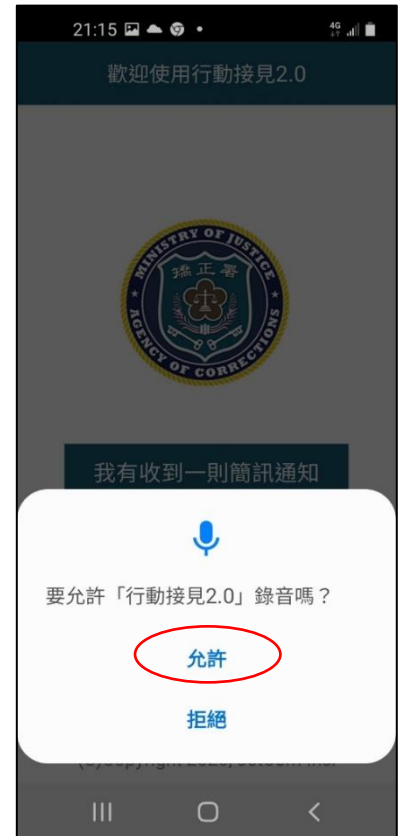 21:15
4G
歡迎使用行動接見2.0
MINISTRY OF JUSTICE
矯正署
AGENCY OF CORRECTIONS
我有收到一則簡訊通知
要允許「行動接見2.0」錄音嗎？
允許
拒絕